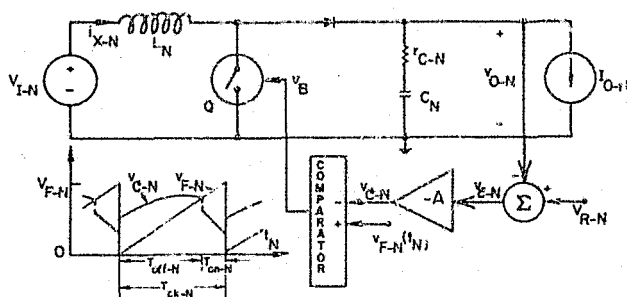 i_X-N
L_N
V_I-N
Q
v_B
r_C-N
C_N
+
v_O-N
-
v_F-N
v_C-N
v_F-N
0
t_N
T_off-N
T_on-N
T_ck-N
COMPARATOR
-
+
v_C-N
-A
v_E-N
Σ
-
+
v_R-N
v_F-N(t_N)